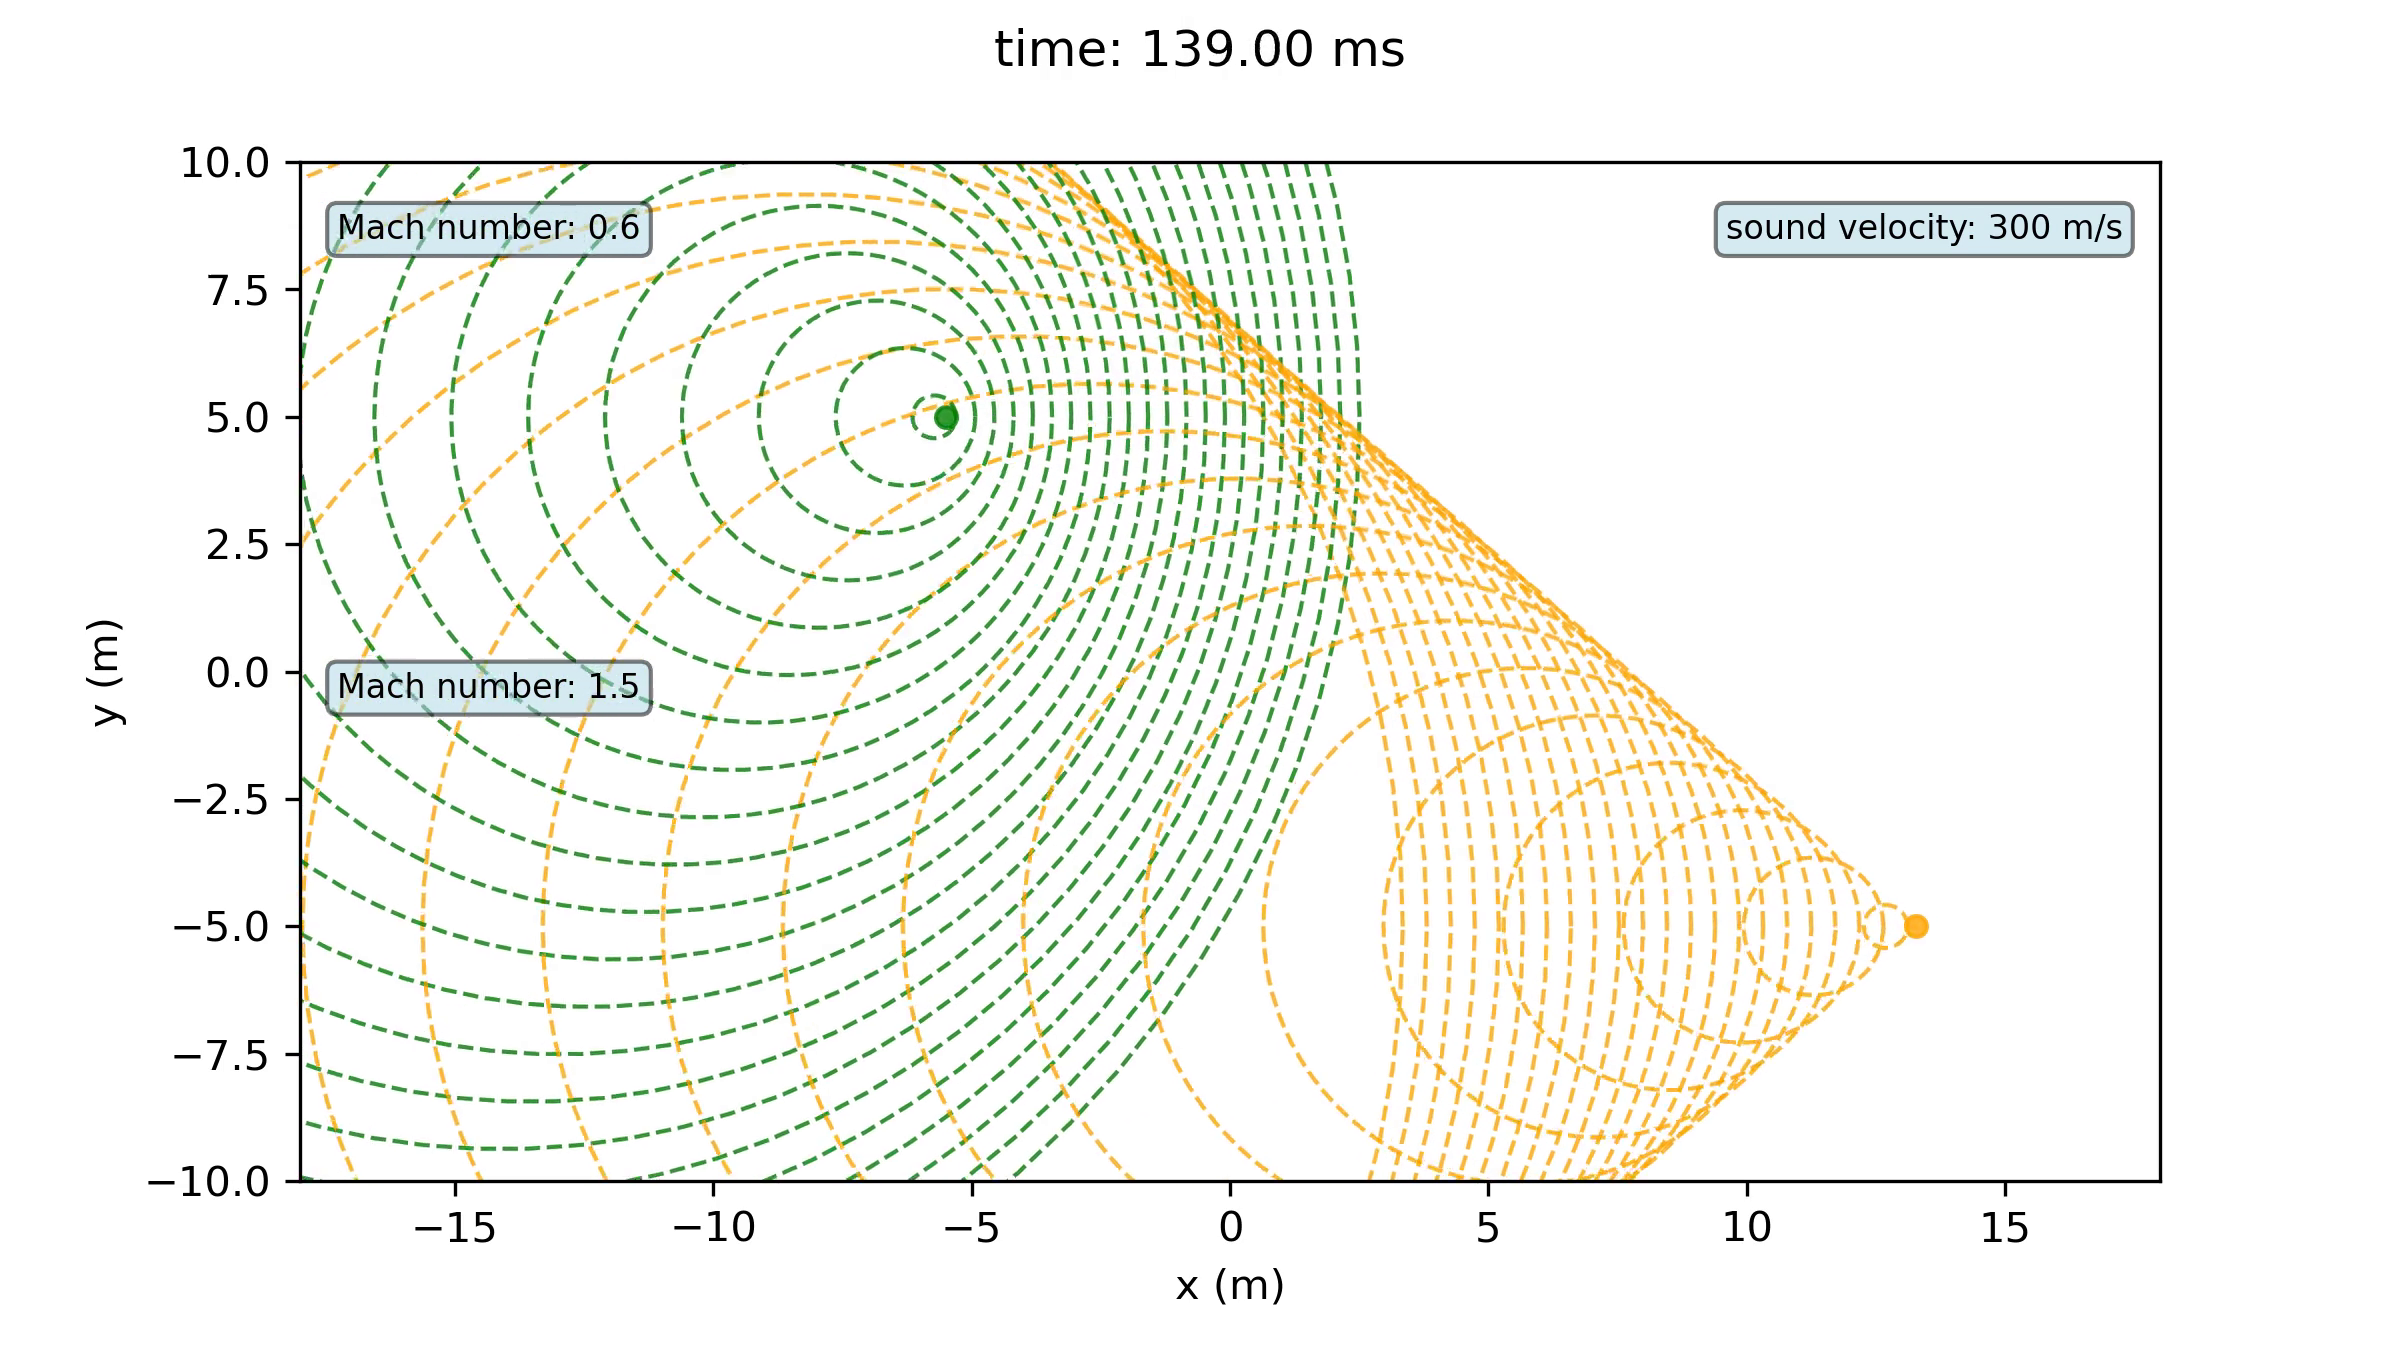 time: 139.00 ms
10.0
Mach number: 0.6
sound velocity: 300 m/s
7.5
5.0
2.5
0.0
Mach number: 1.5
y (m)
−2.5
−5.0
−7.5
−10.0
−15
−10
−5
0
5
10
15
x (m)